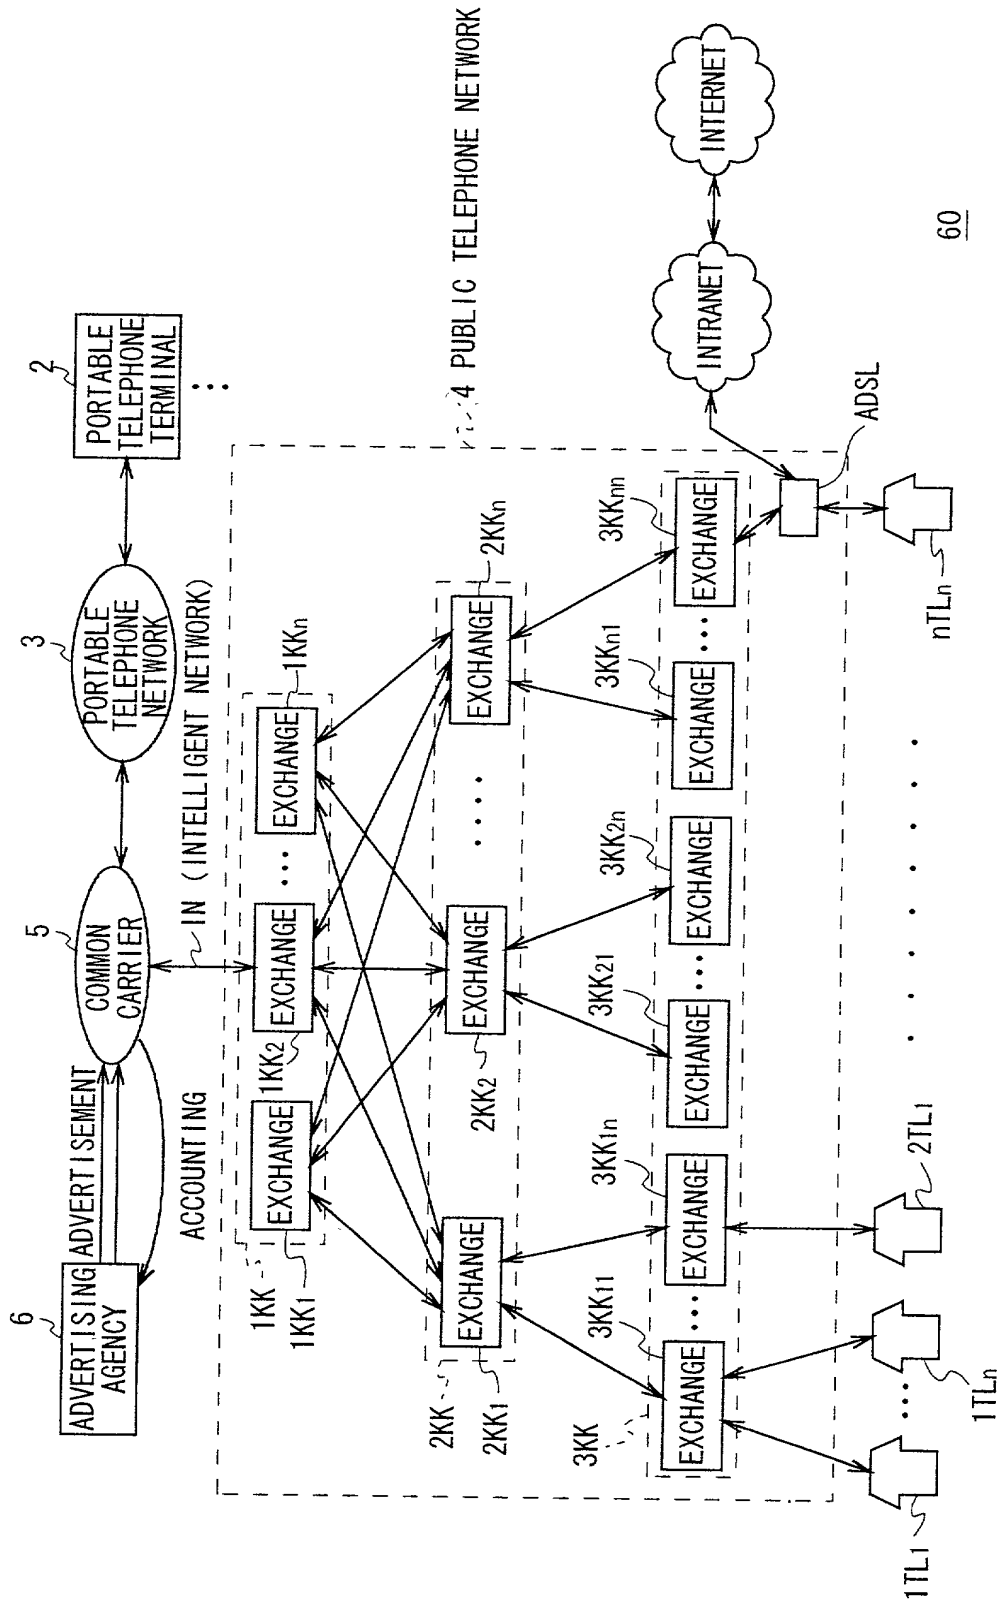 6
ADVERTISING
AGENCY
ADVERTISEMENT
ACCOUNTING
5
COMMON
CARRIER
IN (INTELLIGENT NETWORK)
3
PORTABLE
TELEPHONE
NETWORK
2
PORTABLE
TELEPHONE
TERMINAL
4 PUBLIC TELEPHONE NETWORK
1KK
1KK1
EXCHANGE
1KK2
EXCHANGE
1KKn
EXCHANGE
2KK
2KK1
EXCHANGE
2KK2
EXCHANGE
2KKn
EXCHANGE
3KK
3KK11
EXCHANGE
3KK1n
EXCHANGE
3KK21
EXCHANGE
3KK2n
EXCHANGE
3KKn1
EXCHANGE
3KKnn
EXCHANGE
ADSL
INTRANET
INTERNET
1TL1
1TLn
2TL1
nTLn
60